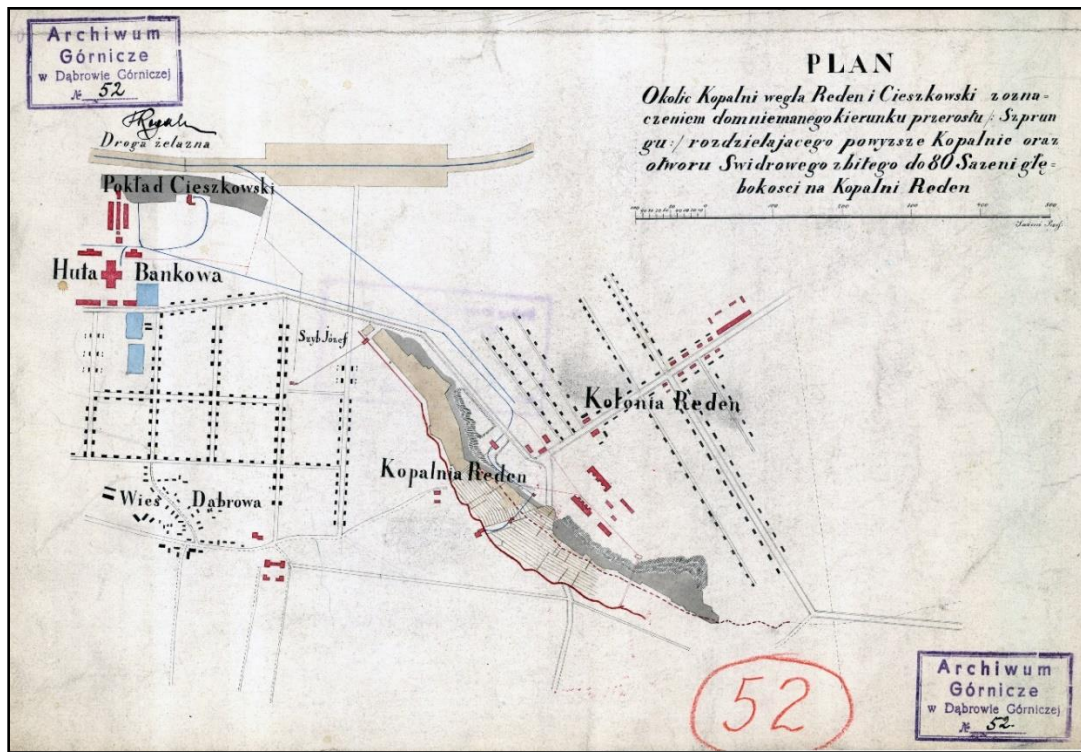 Archiwum
Górnicze
w Dąbrowie Górniczej
№ 52
PLAN
Okolic Kopalni węgla Reden i Cieszkowski z ozna=
czeniem domniemanego kierunku przerostu /: Szprun
gu :/ rozdzielającego powyższe Kopalnie oraz
otworu Swidrowego zbitego do 80 Sążeni głę=
bokosci na Kopalni Reden
Droga żelazna
Pokład Cieszkowski
Huta Bankowa
Szyb Józef
Kolonia Reden
Kopalnia Reden
Wieś Dąbrowa
52
Archiwum
Górnicze
w Dąbrowie Górniczej
№ 52